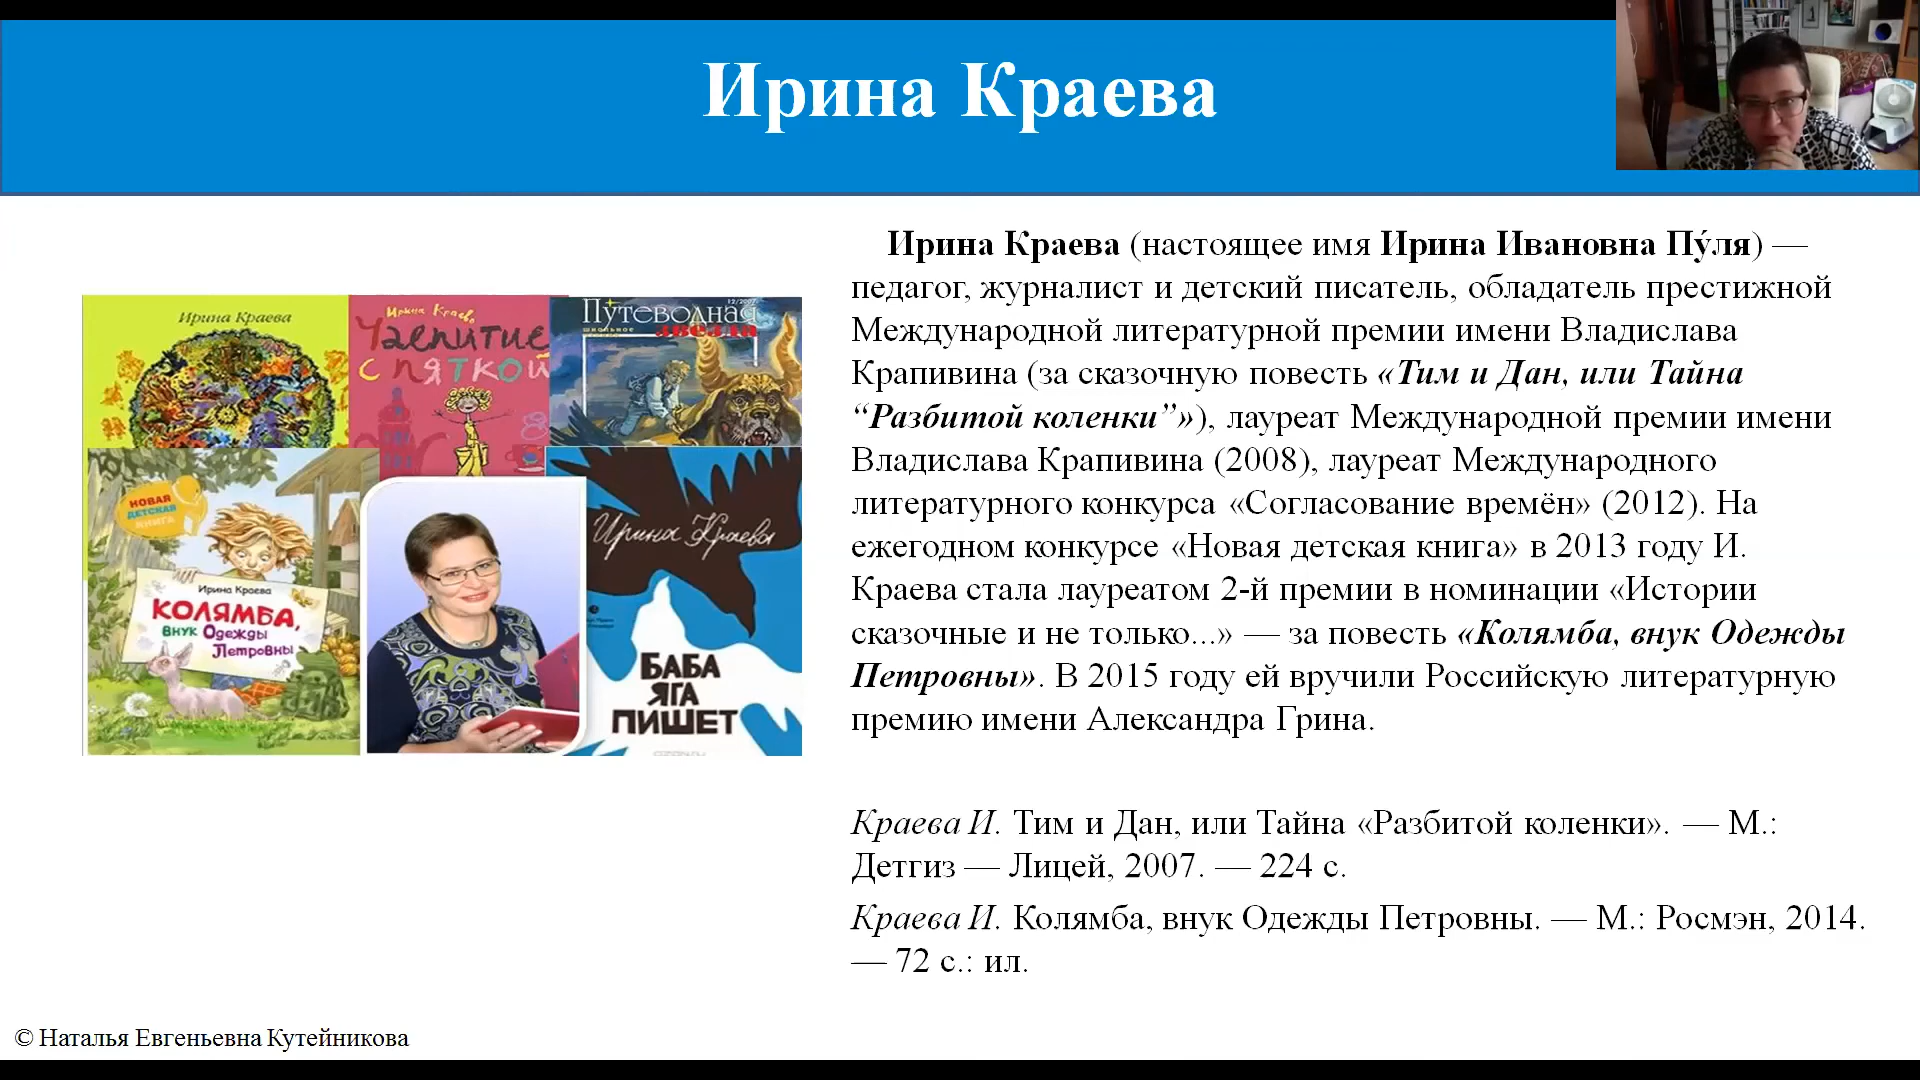 Ирина Краева
Ирина Краева (настоящее имя Ирина Ивановна Пу́ля) —
педагог, журналист и детский писатель, обладатель престижной
Международной литературной премии имени Владислава
Крапивина (за сказочную повесть «Тим и Дан, или Тайна
“Разбитой коленки”»), лауреат Международной премии имени
Владислава Крапивина (2008), лауреат Международного
литературного конкурса «Согласование времён» (2012). На
ежегодном конкурсе «Новая детская книга» в 2013 году И.
Краева стала лауреатом 2-й премии в номинации «Истории
сказочные и не только...» — за повесть «Колямба, внук Одежды
Петровны». В 2015 году ей вручили Российскую литературную
премию имени Александра Грина.
Краева И. Тим и Дан, или Тайна «Разбитой коленки». — М.:
Детгиз — Лицей, 2007. — 224 с.
Краева И. Колямба, внук Одежды Петровны. — М.: Росмэн, 2014.
— 72 с.: ил.
Ирина Краева
Ирина Краева
Чаепитие
с пяткой
Путеводная
школьное
звезда
НОВАЯ
ДЕТСКАЯ
КНИГА
Ирина Краева
КОЛЯМБА,
внук Одежды
Петровны
Ирина Краева
БАБА
ЯГА
ПИШЕТ
© Наталья Евгеньевна Кутейникова